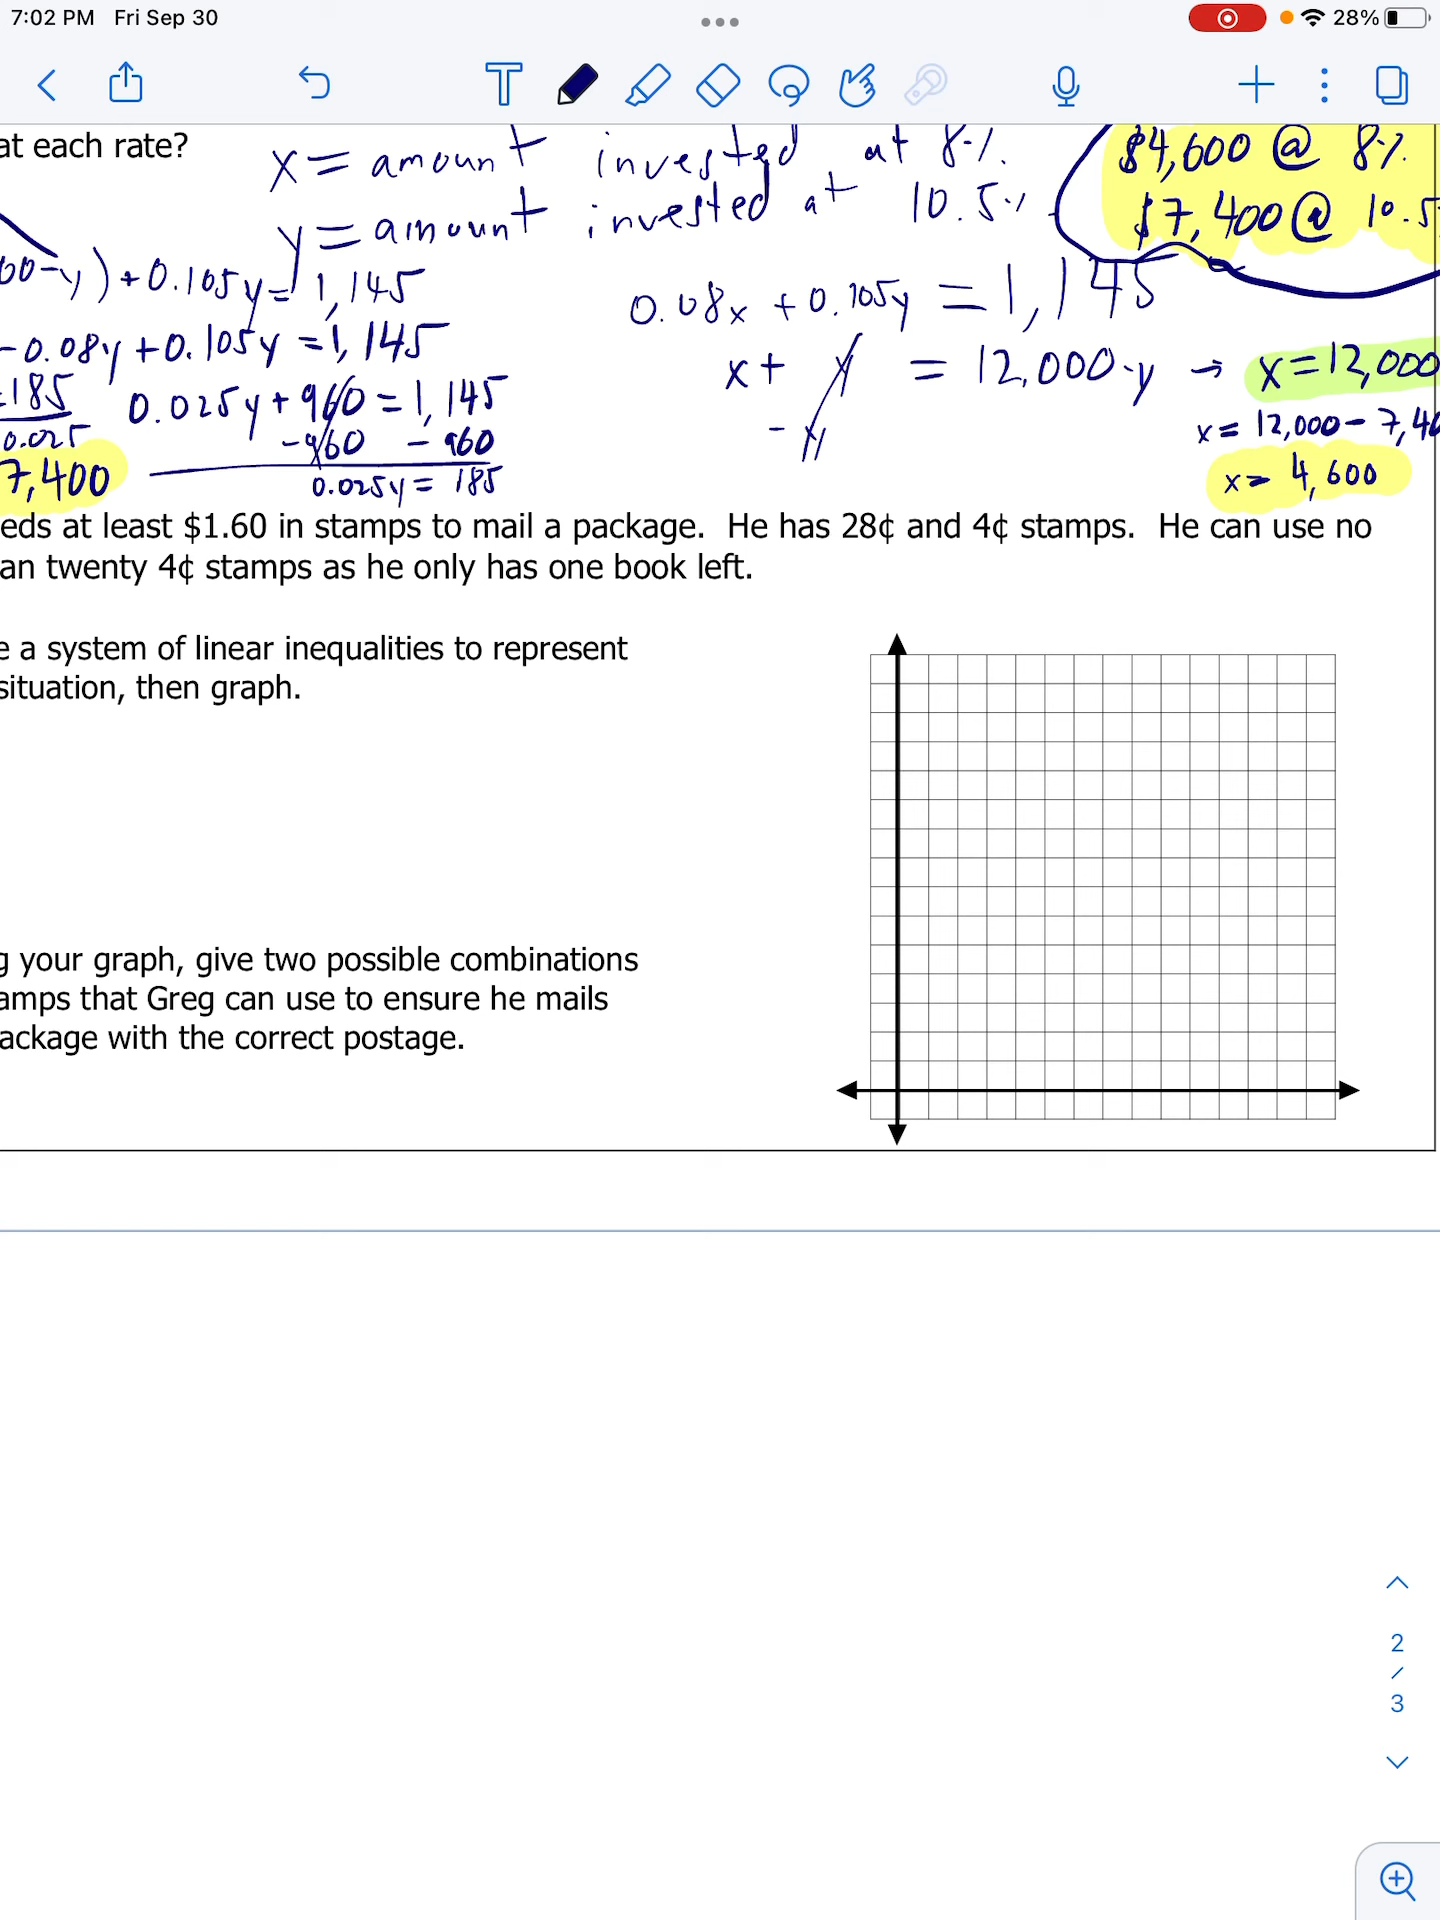 7:02 PM Fri Sep 30
28%
at each rate?
x = amount invested at 8%
$4,600 @ 8%
y = amount invested at 10.5%
$7,400 @ 10.5
00-y) + 0.105y = 1,145
0.08x + 0.105y = 1,145
-0.08y + 0.105y = 1,145
x + y = 12,000-y → x = 12,000
185 0.025y + 960 = 1,145
- y
x = 12,000 - 7,40
0.025 -960 - 960
7,400
0.025y = 185
x = 4,600
eds at least $1.60 in stamps to mail a package. He has 28¢ and 4¢ stamps. He can use no
an twenty 4¢ stamps as he only has one book left.
e a system of linear inequalities to represent
situation, then graph.
g your graph, give two possible combinations
amps that Greg can use to ensure he mails
ackage with the correct postage.
2
/
3